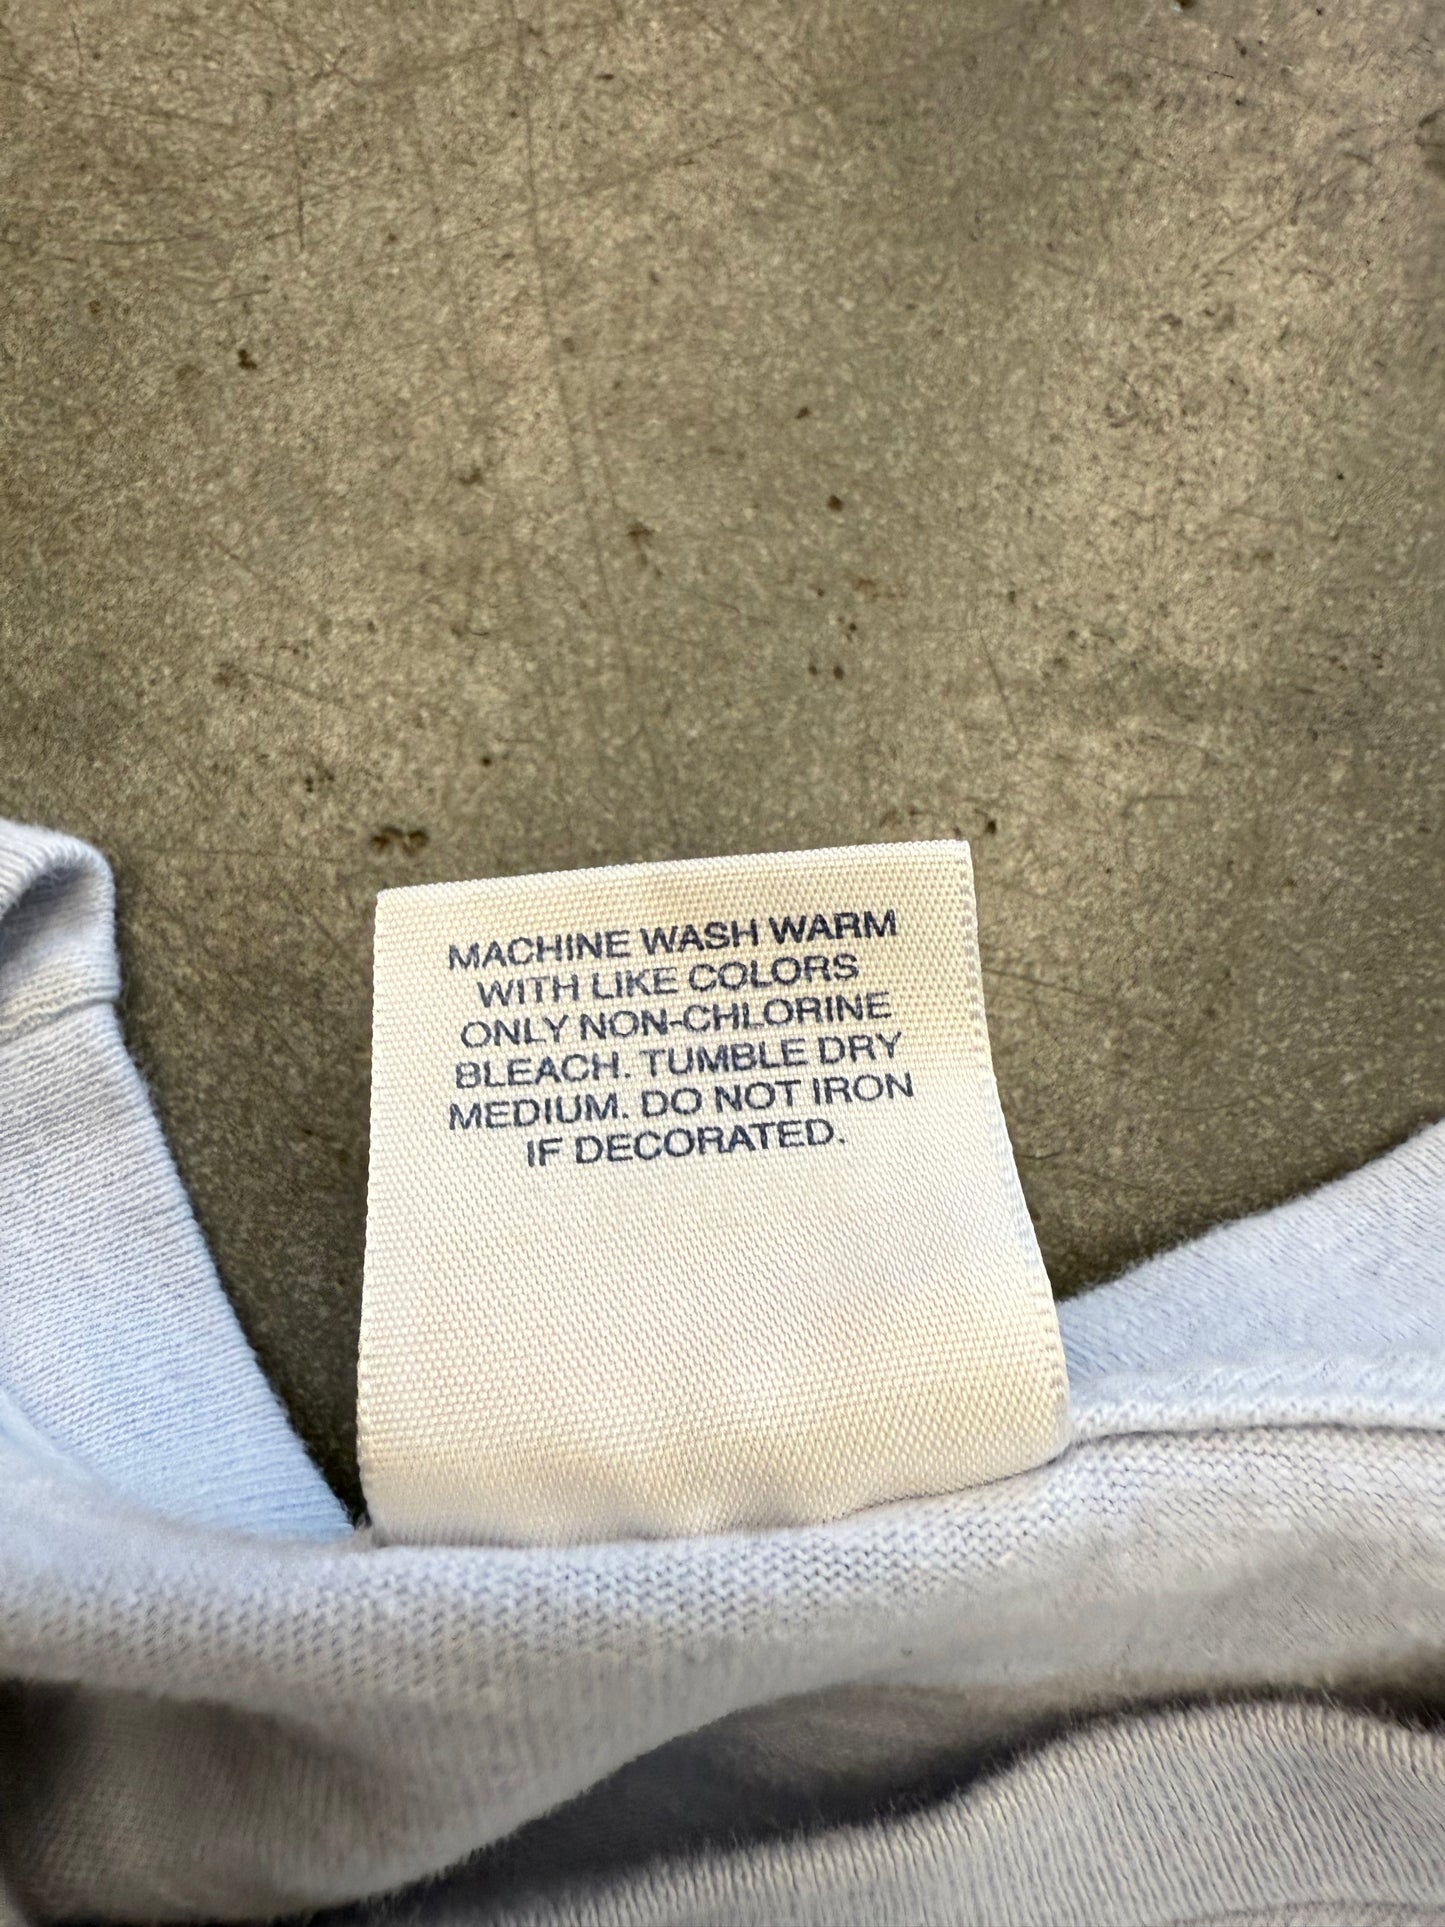 MACHINE WASH WARM
WITH LIKE COLORS
ONLY NON-CHLORINE
BLEACH. TUMBLE DRY
MEDIUM. DO NOT IRON
IF DECORATED.